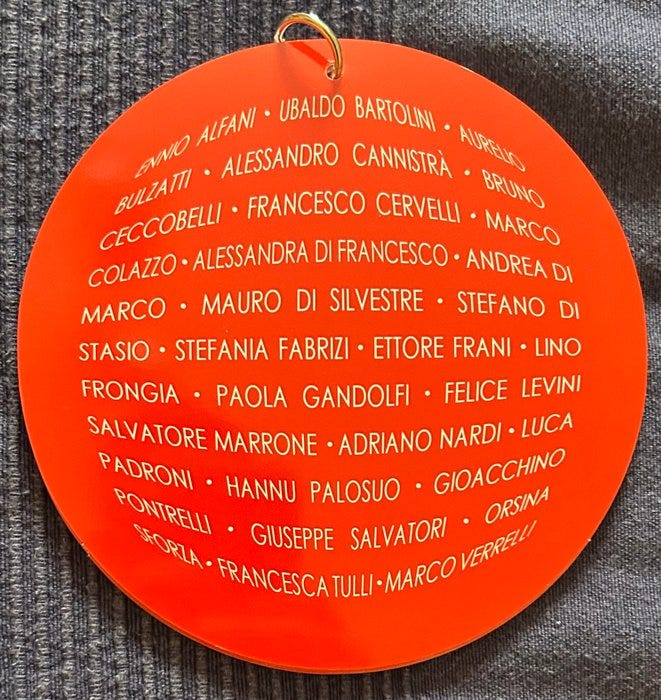 ENNIO ALFANI • UBALDO BARTOLINI • AURELIO
BULZATTI • ALESSANDRO CANNISTRÀ • BRUNO
CECCOBELLI • FRANCESCO CERVELLI • MARCO
COLAZZO • ALESSANDRA DI FRANCESCO • ANDREA DI
MARCO • MAURO DI SILVESTRE • STEFANO DI
STASIO • STEFANIA FABRIZI • ETTORE FRANI • LINO
FRONGIA • PAOLA GANDOLFI • FELICE LEVINI
SALVATORE MARRONE • ADRIANO NARDI • LUCA
PADRONI • HANNU PALOSUO • GIOACCHINO
PONTRELLI • GIUSEPPE SALVATORI • ORSINA
SFORZA • FRANCESCA TULLI • MARCO VERRELLI